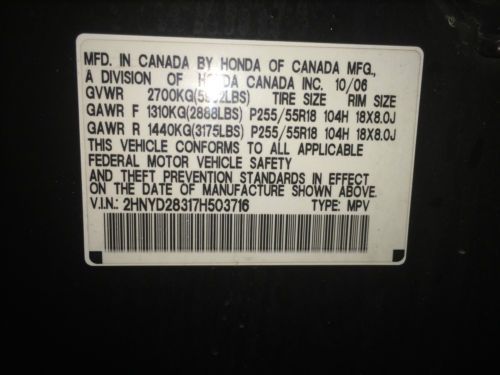 MFD. IN CANADA BY HONDA OF CANADA MFG.,
A DIVISION OF HONDA CANADA INC. 10/06
GVWR 2700KG TIRE SIZE RIM SIZE
GAWR F 1310KG(2888LBS) P255/55R18 104H 18X8.0J
GAWR R 1440KG(3175LBS) P255/55R18 104H 18X8.0J
THIS VEHICLE CONFORMS TO ALL APPLICABLE
FEDERAL MOTOR VEHICLE SAFETY
AND THEFT PREVENTION STANDARDS IN EFFECT
ON THE DATE OF MANUFACTURE SHOWN ABOVE.
V.I.N.: 2HNYD28317H503716 TYPE: MPV